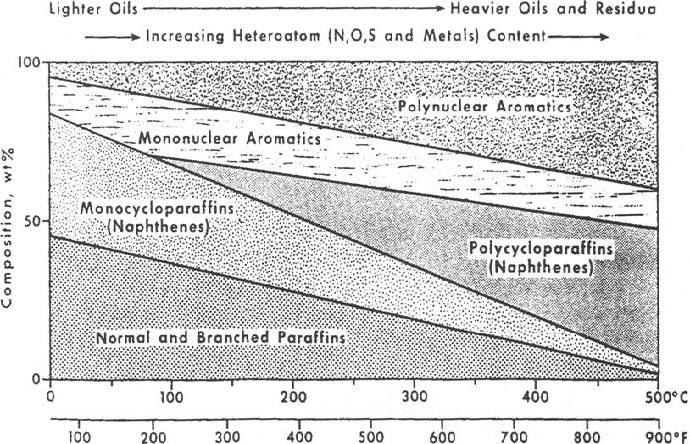 Lighter Oils Heavier Oils and Residua
Increasing Heteroatom (N,O,S and Metals) Content
100
Polynuclear Aromatics
Mononuclear Aromatics
Monocycloparaffins
(Naphthenes)
50
Composition, wt%
Polycycloparaffins
(Naphthenes)
Normal and Branched Paraffins
0
0 100 200 300 400 500°C
100 200 300 400 500 600 700 800 900°F